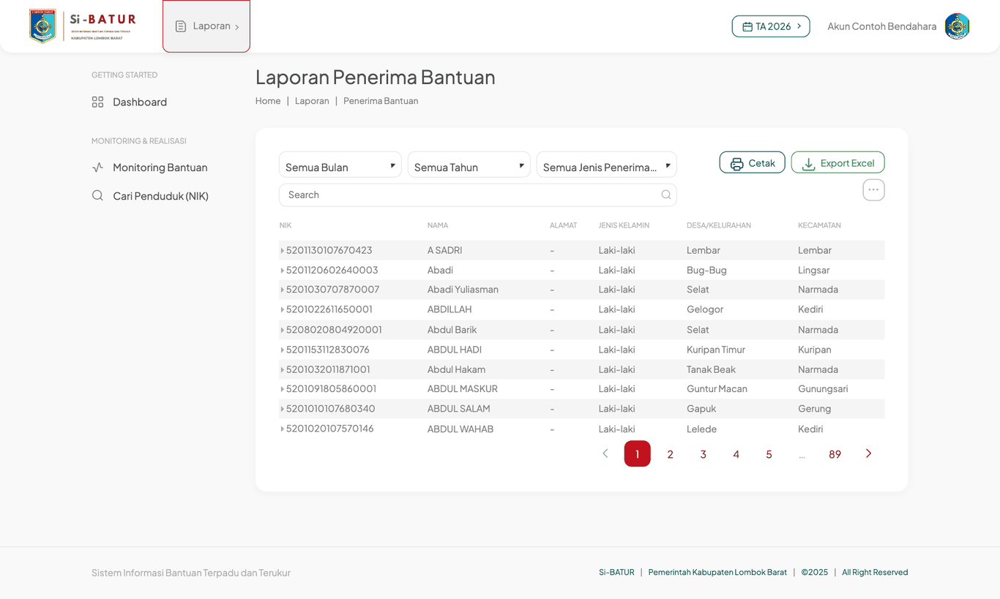 Si-BATUR
SISTEM INFORMASI BANTUAN TERPADU DAN TERUKUR
KABUPATEN LOMBOK BARAT
Laporan
TA 2026
Akun Contoh Bendahara
GETTING STARTED
Dashboard
MONITORING & REALISASI
Monitoring Bantuan
Cari Penduduk (NIK)
Laporan Penerima Bantuan
Home | Laporan | Penerima Bantuan
Semua Bulan Semua Tahun Semua Jenis Penerima... Cetak Export Excel
Search ...
NIK NAMA ALAMAT JENIS KELAMIN DESA/KELURAHAN KECAMATAN
5201130107670423 A SADRI - Laki-laki Lembar Lembar
5201120602640003 Abadi - Laki-laki Bug-Bug Lingsar
5201030707870007 Abadi Yuliasman - Laki-laki Selat Narmada
5201022611650001 ABDILLAH - Laki-laki Gelogor Kediri
5208020804920001 Abdul Barik - Laki-laki Selat Narmada
5201153112830076 ABDUL HADI - Laki-laki Kuripan Timur Kuripan
5201032011871001 Abdul Hakam - Laki-laki Tanak Beak Narmada
5201091805860001 ABDUL MASKUR - Laki-laki Guntur Macan Gunungsari
5201010107680340 ABDUL SALAM - Laki-laki Gapuk Gerung
5201020107570146 ABDUL WAHAB - Laki-laki Lelede Kediri
1 2 3 4 5 ... 89
Sistem Informasi Bantuan Terpadu dan Terukur
Si-BATUR | Pemerintah Kabupaten Lombok Barat | ©2025 | All Right Reserved